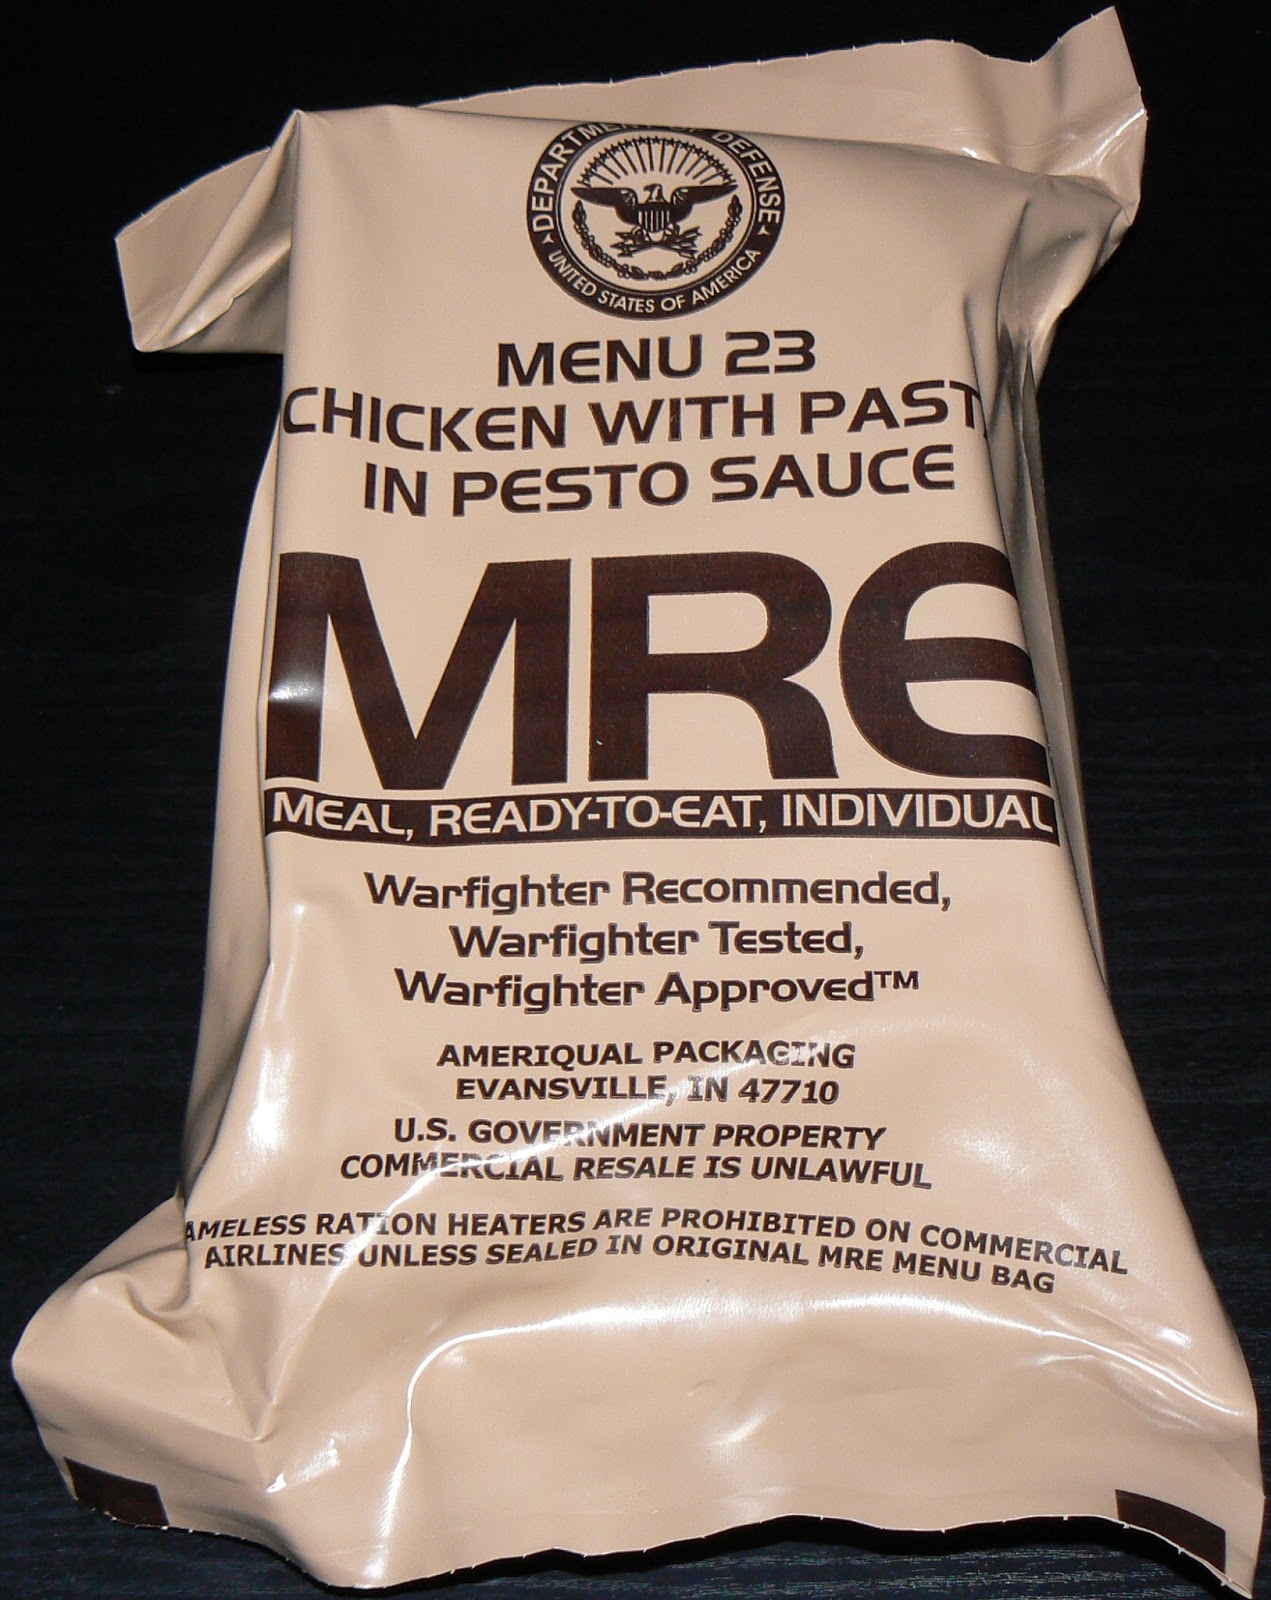 DEPARTMENT OF DEFENSE
UNITED STATES OF AMERICA
MENU 23
CHICKEN WITH PAST
IN PESTO SAUCE
MRE
MEAL, READY-TO-EAT, INDIVIDUAL
Warfighter Recommended,
Warfighter Tested,
Warfighter Approved™
AMERIQUAL PACKAGING
EVANSVILLE, IN 47710
U.S. GOVERNMENT PROPERTY
COMMERCIAL RESALE IS UNLAWFUL
AMELESS RATION HEATERS ARE PROHIBITED ON COMMERCIAL
AIRLINES UNLESS SEALED IN ORIGINAL MRE MENU BAG